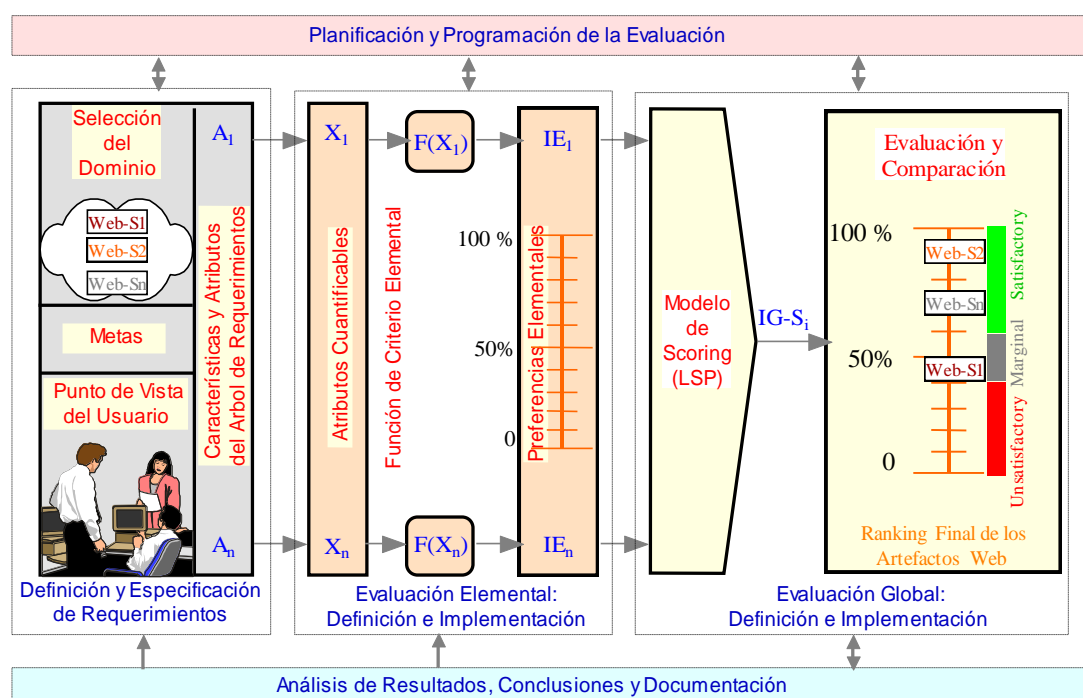 Planificación y Programación de la Evaluación
Selección
del
Dominio
Web-S1
Web-S2
Web-Sn
Metas
Punto de Vista
del Usuario
A1
Características y Atributos
del Arbol de Requerimientos
An
Definición y Especificación
de Requerimientos
X1
Atributos Cuantificables
Xn
F(X1)
Función de Criterio Elemental
F(Xn)
IE1
100 %
50%
0
Preferencias Elementales
IEn
Evaluación Elemental:
Definición e Implementación
Modelo
de
Scoring
(LSP)
IG-Si
Evaluación y
Comparación
100 %
50%
0
Web-S2
Web-Sn
Web-S1
Satisfactory
Marginal
Unsatisfactory
Ranking Final de los
Artefactos Web
Evaluación Global:
Definición e Implementación
Análisis de Resultados, Conclusiones y Documentación